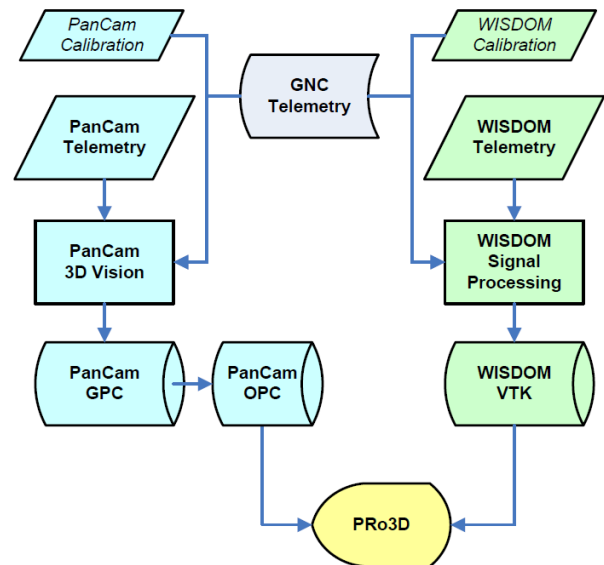 PanCam
Calibration
WISDOM
Calibration
GNC
Telemetry
PanCam
Telemetry
WISDOM
Telemetry
PanCam
3D Vision
WISDOM
Signal
Processing
PanCam
GPC
PanCam
OPC
WISDOM
VTK
PRo3D